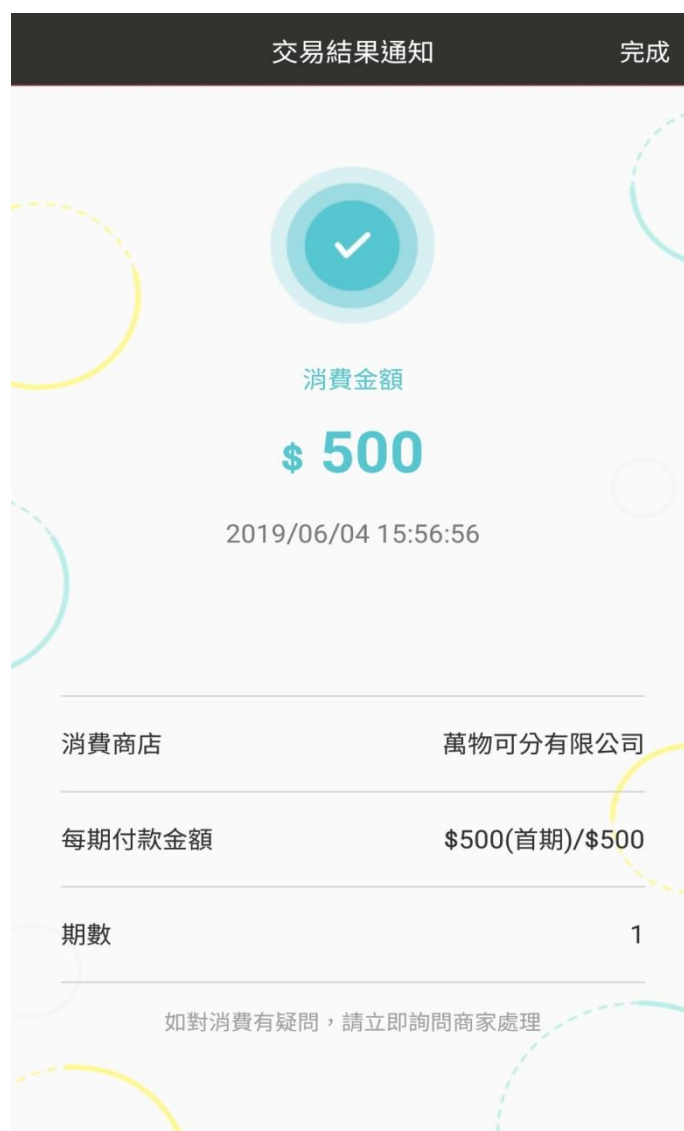 交易結果通知 完成
消費金額
$ 500
2019/06/04 15:56:56
消費商店 萬物可分有限公司
每期付款金額 $500(首期)/$500
期數 1
如對消費有疑問，請立即詢問商家處理